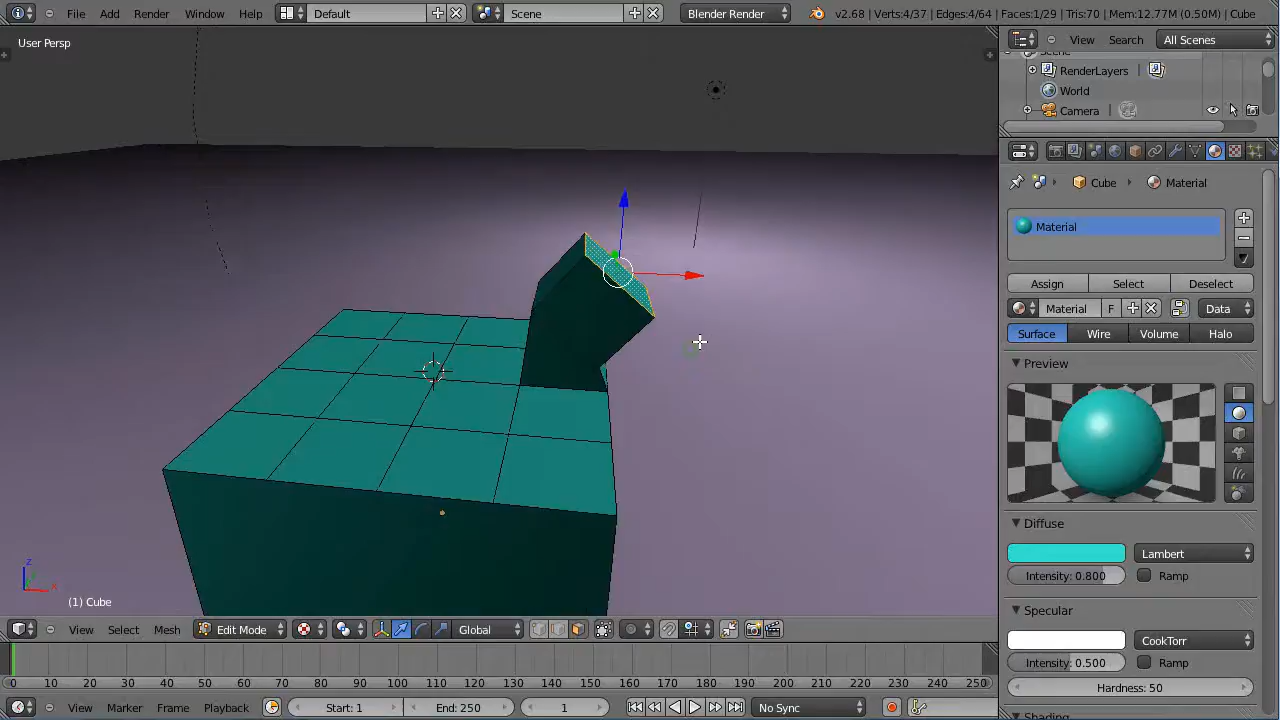 File Add Render Window Help Default Scene Blender Render v2.68 | Verts:4/37 | Edges:4/64 | Faces:1/29 | Tris:70 | Mem:12.77M (0.50M) | Cube
User Persp
View Search All Scenes
RenderLayers
World
Camera
Cube Material
Material
Assign Select Deselect
Material F Data
Surface Wire Volume Halo
Preview
Diffuse
Lambert
Intensity: 0.800 Ramp
Specular
CookTorr
Intensity: 0.500 Ramp
Hardness: 50
Shading
z
x
(1) Cube
View Select Mesh Edit Mode Global
0 10 20 30 40 50 60 70 80 90 100 110 120 130 140 150 160 170 180 190 200 210 220 230 240 250
View Marker Frame Playback Start: 1 End: 250 1 No Sync